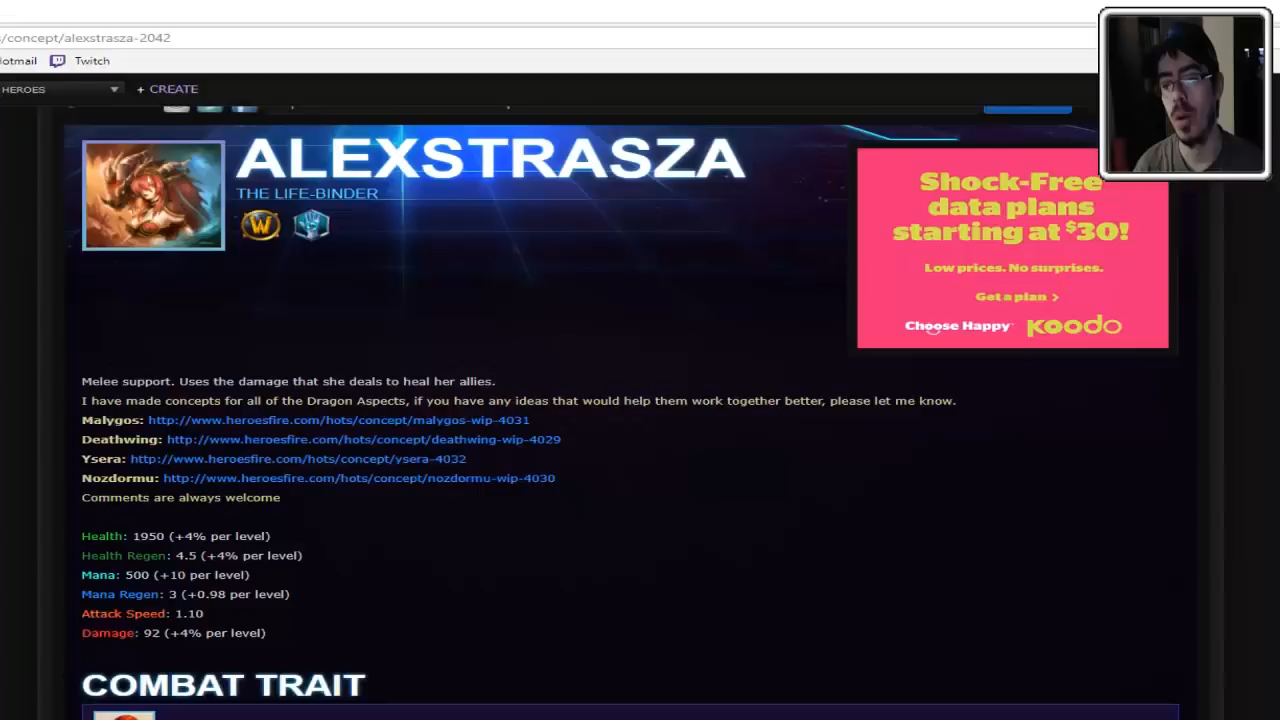 /concept/alexstrasza-2042
otmail Twitch
HEROES + CREATE
ALEXSTRASZA
THE LIFE-BINDER
W
Shock-Free
data plans
starting at $30!
Low prices. No surprises.
Get a plan >
Choose Happy™ koodo
Melee support. Uses the damage that she deals to heal her allies.
I have made concepts for all of the Dragon Aspects, if you have any ideas that would help them work together better, please let me know.
Malygos: http://www.heroesfire.com/hots/concept/malygos-wip-4031
Deathwing: http://www.heroesfire.com/hots/concept/deathwing-wip-4029
Ysera: http://www.heroesfire.com/hots/concept/ysera-4032
Nozdormu: http://www.heroesfire.com/hots/concept/nozdormu-wip-4030
Comments are always welcome
Health: 1950 (+4% per level)
Health Regen: 4.5 (+4% per level)
Mana: 500 (+10 per level)
Mana Regen: 3 (+0.98 per level)
Attack Speed: 1.10
Damage: 92 (+4% per level)
COMBAT TRAIT